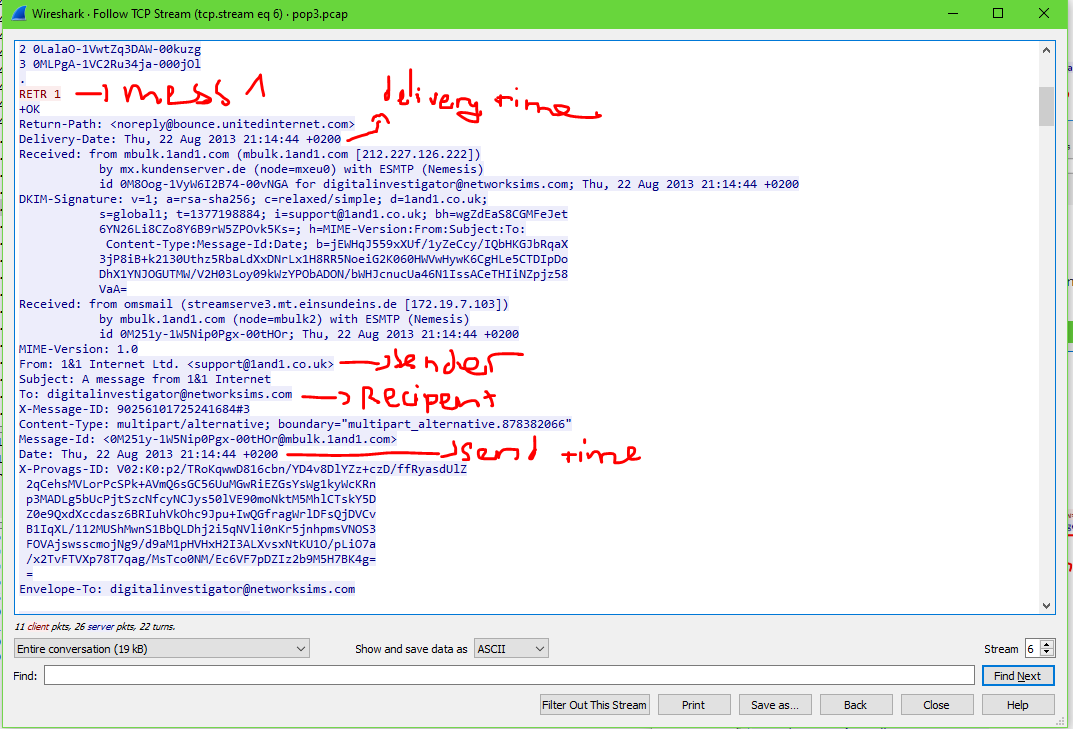 Wireshark · Follow TCP Stream (tcp.stream eq 6) · pop3.pcap
2 0LalaO-1VwtZq3DAW-00kuzg
3 0MLPgA-1VC2Ru34ja-000jOl
.
RETR 1 mess 1
+OK delivery time
Return-Path: <noreply@bounce.unitedinternet.com>
Delivery-Date: Thu, 22 Aug 2013 21:14:44 +0200
Received: from mbulk.1and1.com (mbulk.1and1.com [212.227.126.222])
by mx.kundenserver.de (node=mxeu0) with ESMTP (Nemesis)
id 0M8Oog-1VyW6I2B74-00vNGA for digitalinvestigator@networksims.com; Thu, 22 Aug 2013 21:14:44 +0200
DKIM-Signature: v=1; a=rsa-sha256; c=relaxed/simple; d=1and1.co.uk;
s=global1; t=1377198884; i=support@1and1.co.uk; bh=wgZdEaS8CGMFeJet
6YN26Li8CZo8Y6B9rW5ZPOvk5Ks=; h=MIME-Version:From:Subject:To:
Content-Type:Message-Id:Date; b=jEWHqJ559xXUf/1yZeCcy/IQbHKGJbRqaX
3jP8iB+k2130Uthz5RbaLdXxDNrLx1H8RR5NoeiG2K060HWVwHywK6CgHLe5CTDIpDo
DhX1YNJOGUTMW/V2H03Loy09kWzYPObADON/bWHJcnucUa46N1IssACeTHIiNZpjz58
VaA=
Received: from omsmail (streamserve3.mt.einsundeins.de [172.19.7.103])
by mbulk.1and1.com (node=mbulk2) with ESMTP (Nemesis)
id 0M251y-1W5Nip0Pgx-00tHOr; Thu, 22 Aug 2013 21:14:44 +0200
MIME-Version: 1.0
From: 1&1 Internet Ltd. <support@1and1.co.uk> sender
Subject: A message from 1&1 Internet
To: digitalinvestigator@networksims.com Recipent
X-Message-ID: 90256101725241684#3
Content-Type: multipart/alternative; boundary="multipart_alternative.878382066"
Message-Id: <0M251y-1W5Nip0Pgx-00tHOr@mbulk.1and1.com>
Date: Thu, 22 Aug 2013 21:14:44 +0200 send time
X-Provags-ID: V02:K0:p2/TRoKqwwD816cbn/YD4v8DlYZz+czD/ffRyasdUlZ
2qCehsMVLorPcSPk+AVmQ6sGC56UuMGwRiEZGsYsWg1kyWcKRn
p3MADLg5bUcPjtSzcNfcyNCJys50lVE90moNktM5MhlCTskY5D
Z0e9QxdXccdasz6BRIuhVkOhc9Jpu+IwQGfragWrlDFsQjDVCv
B1IqXL/112MUShMwnS1BbQLDhj2i5qNVli0nKr5jnhpmsVNOS3
FOVAjswsscmojNg9/d9aM1pHVHxH2I3ALXvsxNtKU1O/pLiO7a
/x2TvFTVXp78T7qag/MsTco0NM/Ec6VF7pDZIz2b9M5H7BK4g=
=
Envelope-To: digitalinvestigator@networksims.com
11 client pkts, 26 server pkts, 22 turns.
Entire conversation (19 kB) Show and save data as ASCII Stream 6
Find: Find Next
Filter Out This Stream Print Save as... Back Close Help